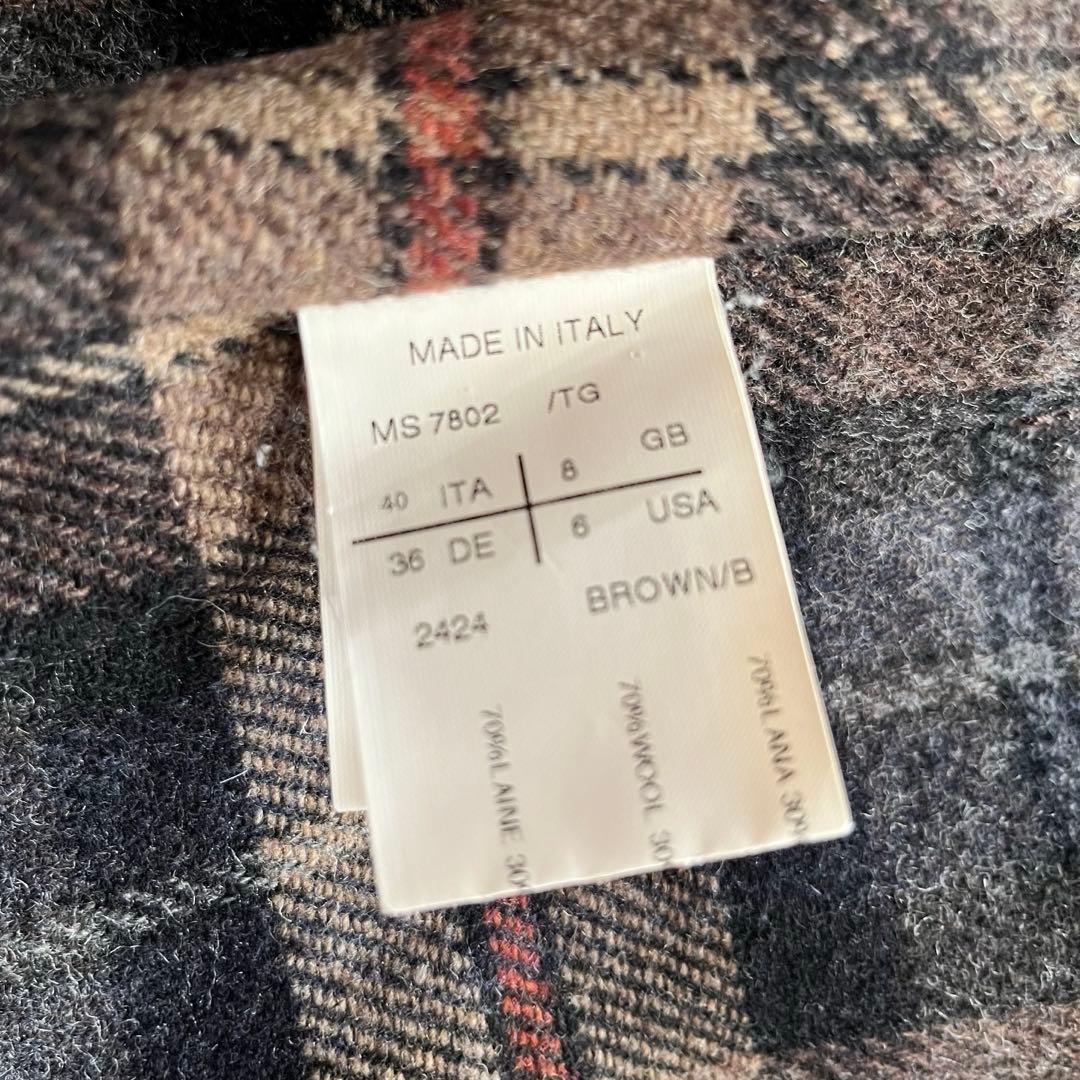 MADE IN ITALY
MS 7802 /TG
40 ITA 8 GB
36 DE 6 USA
2424 BROWN/B
70%LAINE 30%
70%WOOL 30%
70%LANA 30%